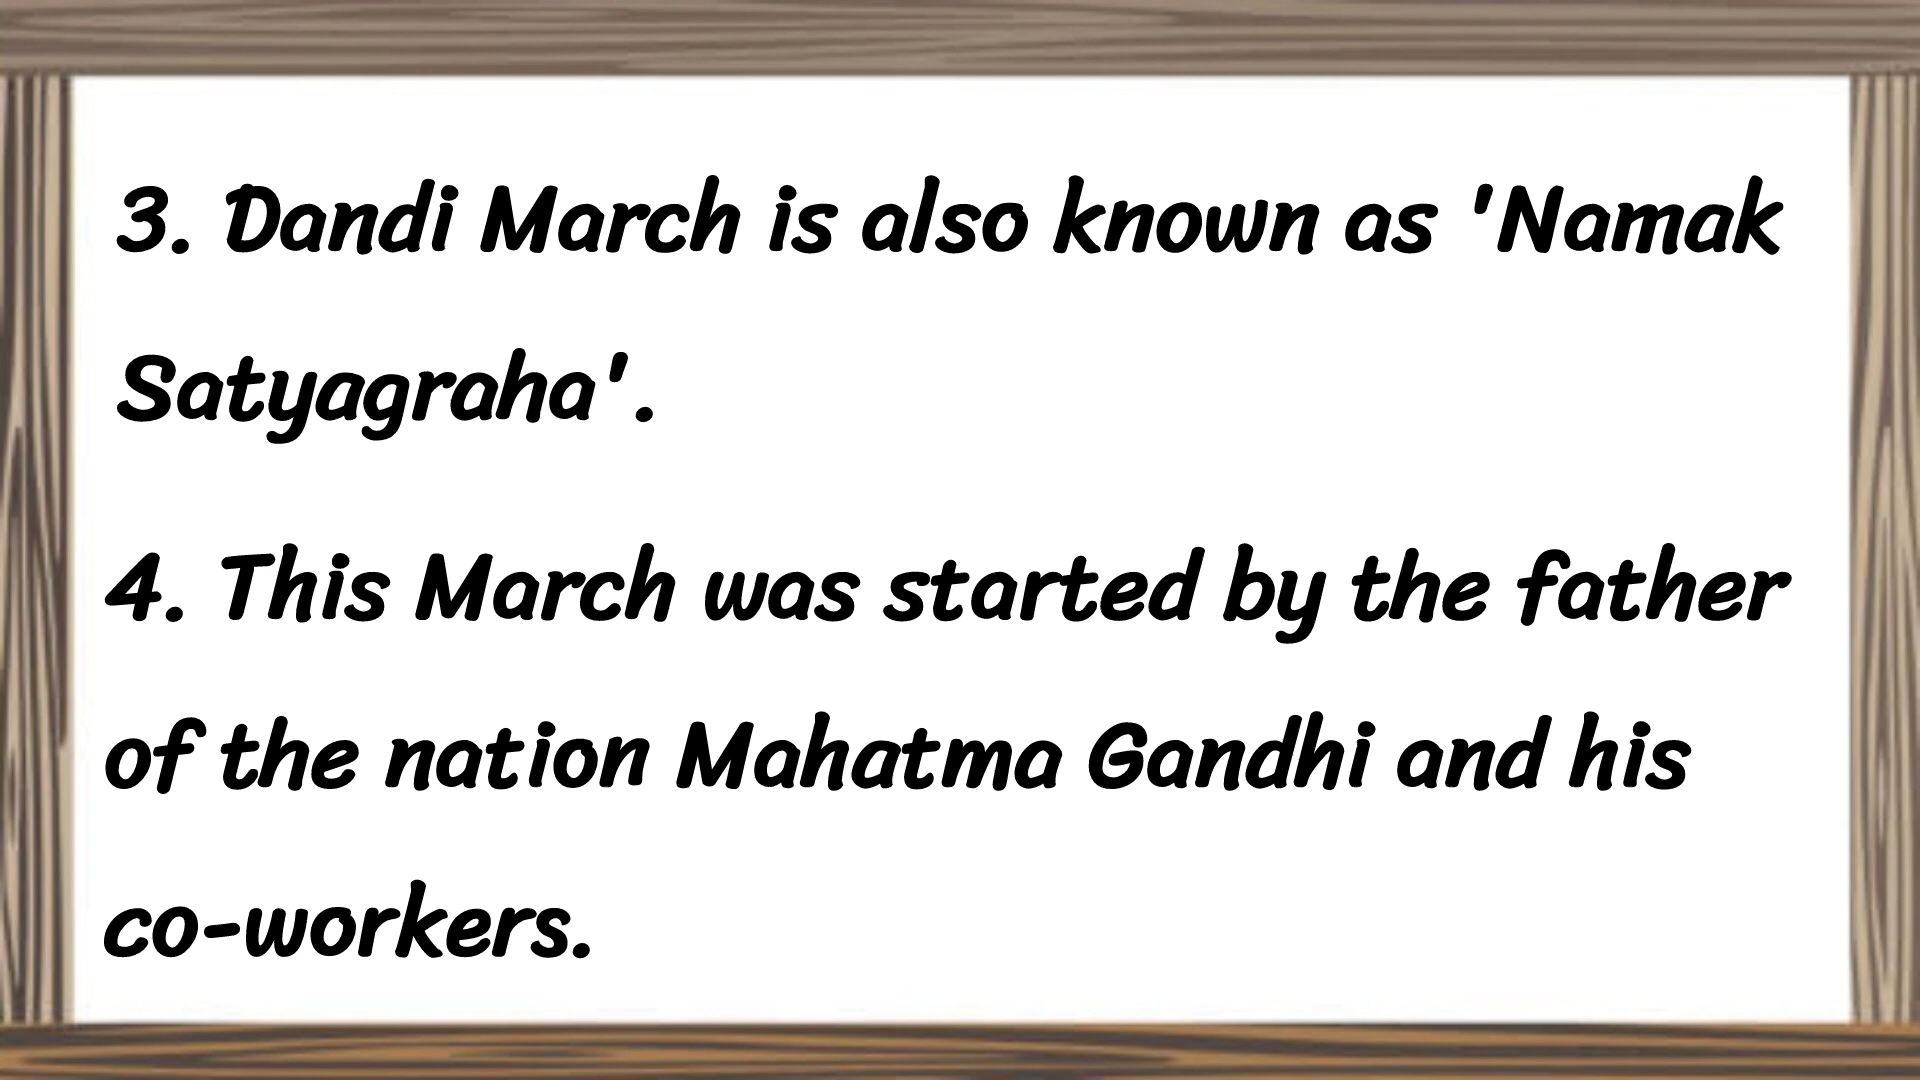 3. Dandi March is also known as 'Namak
Satyagraha'.
4. This March was started by the father
of the nation Mahatma Gandhi and his
co-workers.